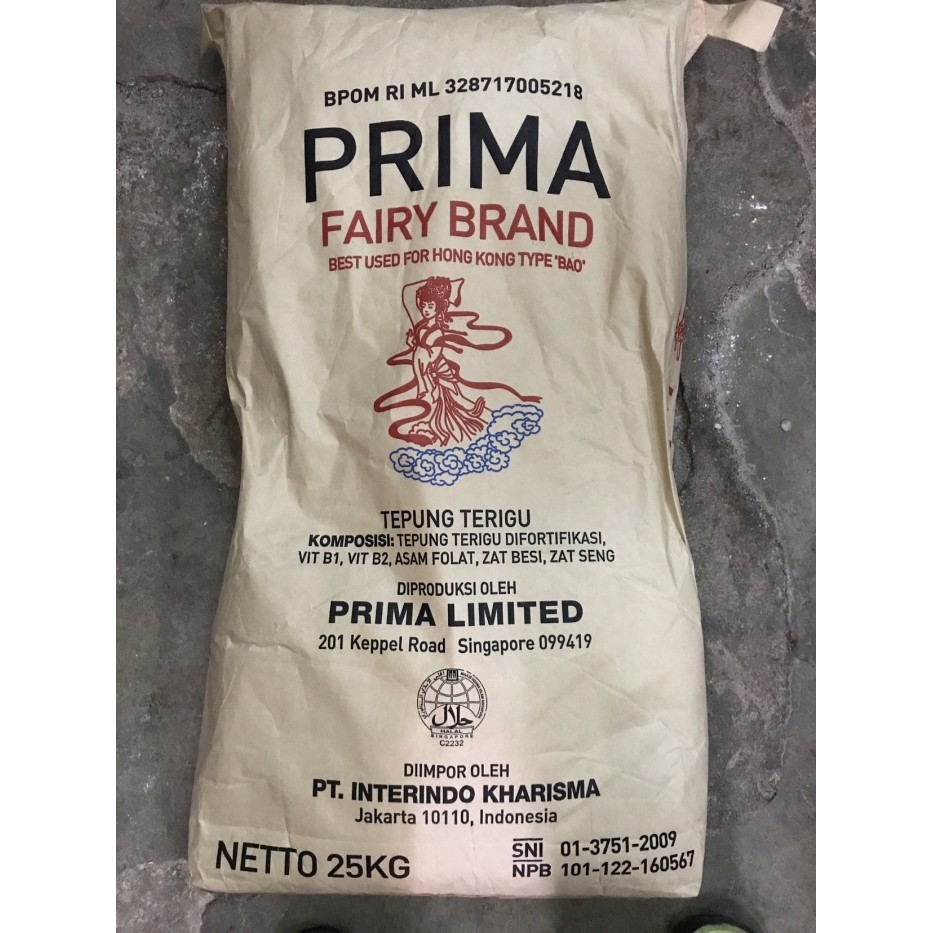 BPOM RI ML 328717005218
PRIMA
FAIRY BRAND
BEST USED FOR HONG KONG TYPE 'BAO'
TEPUNG TERIGU
KOMPOSISI: TEPUNG TERIGU DIFORTIFIKASI,
VIT B1, VIT B2, ASAM FOLAT, ZAT BESI, ZAT SENG
DIPRODUKSI OLEH
PRIMA LIMITED
201 Keppel Road Singapore 099419
حلال
HALAL
SINGAPORE
C2232
DIIMPOR OLEH
PT. INTERINDO KHARISMA
Jakarta 10110, Indonesia
NETTO 25KG
SNI 01-3751-2009
NPB 101-122-160567